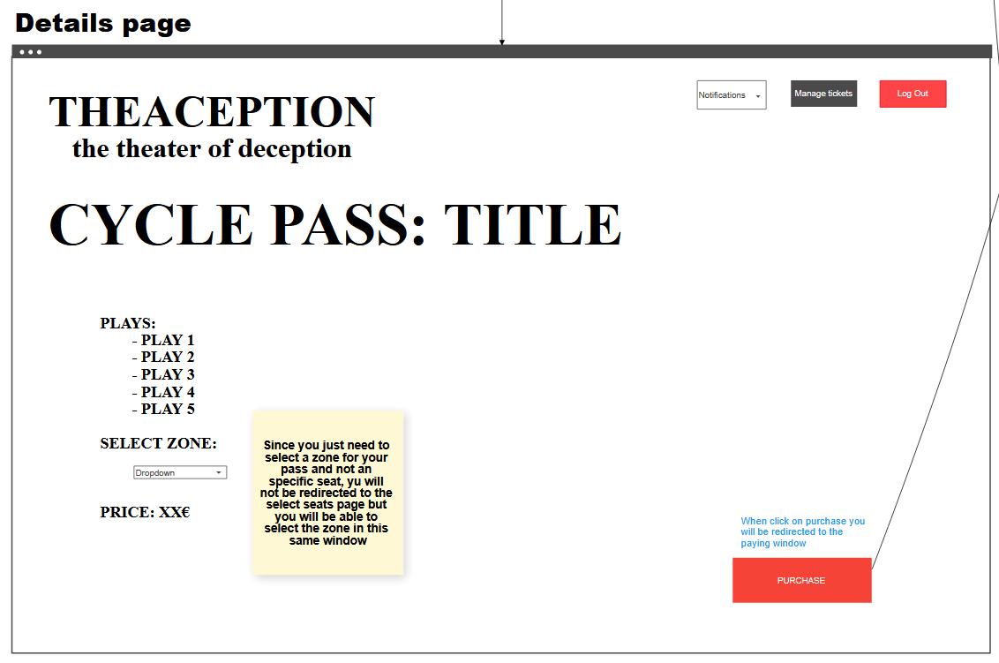 Details page
THEACEPTION
the theater of deception
Notifications
Manage tickets
Log Out
CYCLE PASS: TITLE
PLAYS:
- PLAY 1
- PLAY 2
- PLAY 3
- PLAY 4
- PLAY 5
SELECT ZONE:
Dropdown
PRICE: XX€
Since you just need to
select a zone for your
pass and not an
specific seat, yu will
not be redirected to the
select seats page but
you will be able to
select the zone in this
same window
When click on purchase you
will be redirected to the
paying window
PURCHASE